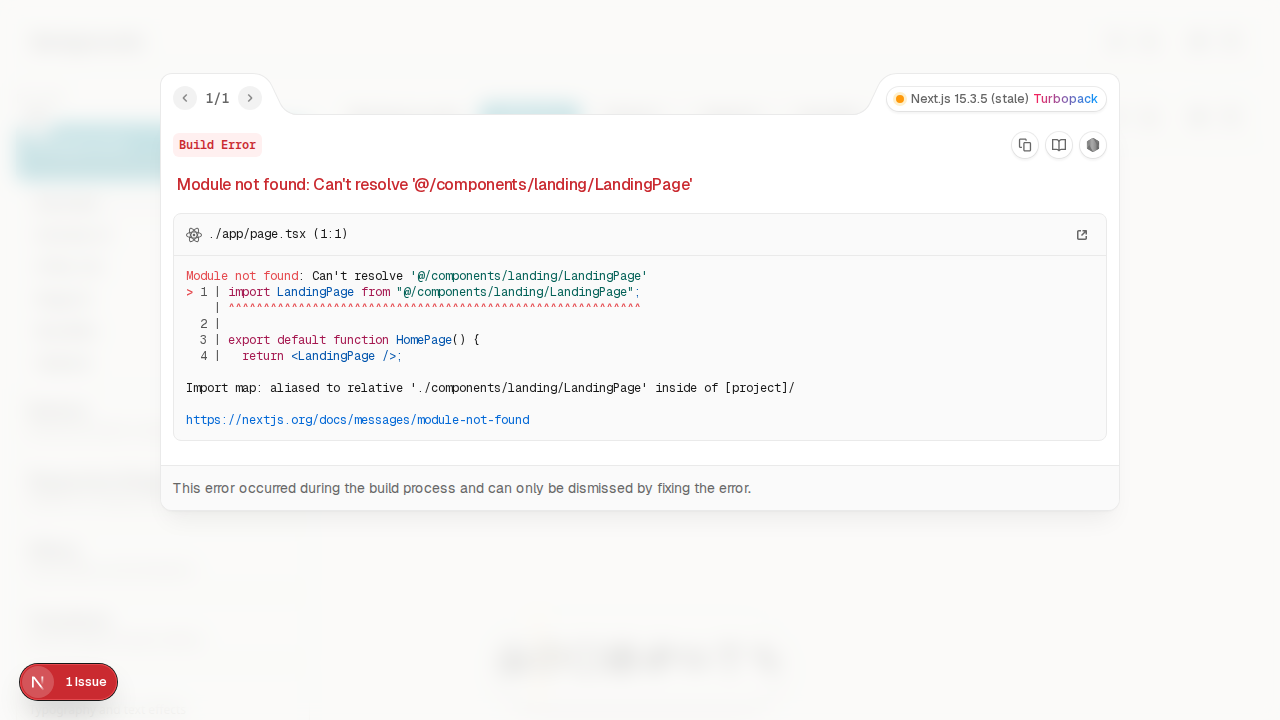 1/1
Next.js 15.3.5 (stale) Turbopack
Build Error
Module not found: Can't resolve '@/components/landing/LandingPage'
./app/page.tsx (1:1)
Module not found: Can't resolve '@/components/landing/LandingPage'
> 1 | import LandingPage from "@/components/landing/LandingPage";
    | ^^^^^^^^^^^^^^^^^^^^^^^^^^^^^^^^^^^^^^^^^^^^^^^^^^^^^^^^^^^
  2 |
  3 | export default function HomePage() {
  4 |   return <LandingPage />;
Import map: aliased to relative './components/landing/LandingPage' inside of [project]/
https://nextjs.org/docs/messages/module-not-found
This error occurred during the build process and can only be dismissed by fixing the error.
1 Issue